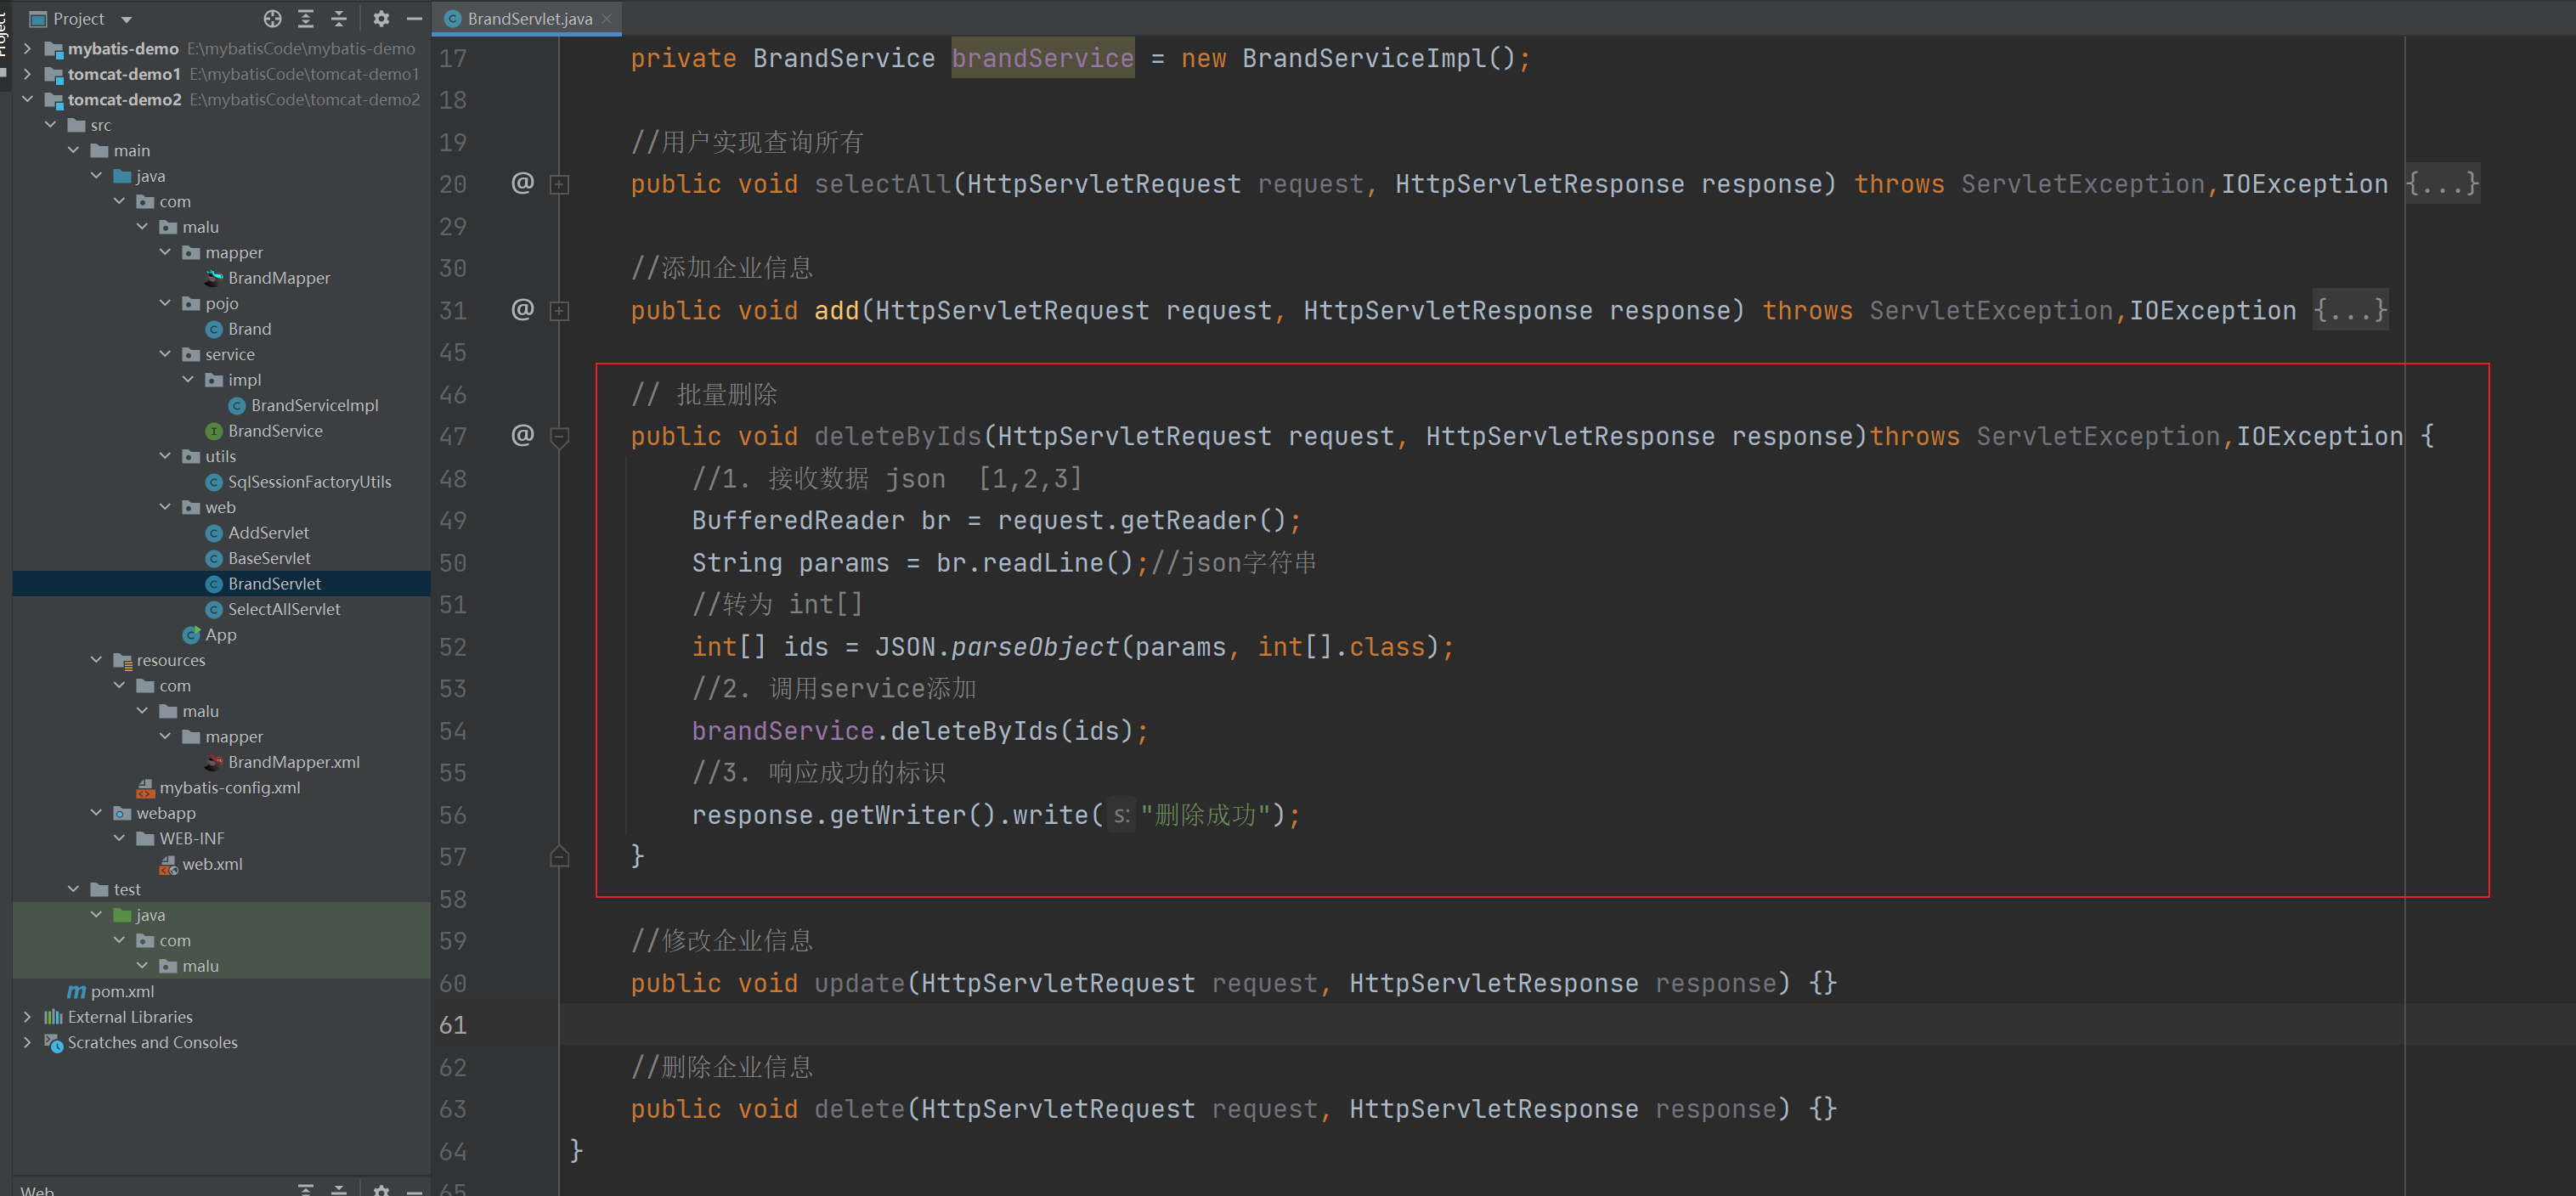 Project
Project
mybatis-demo E:\mybatisCode\mybatis-demo
tomcat-demo1 E:\mybatisCode\tomcat-demo1
tomcat-demo2 E:\mybatisCode\tomcat-demo2
src
main
java
com
malu
mapper
BrandMapper
pojo
Brand
service
impl
BrandServiceImpl
BrandService
utils
SqlSessionFactoryUtils
web
AddServlet
BaseServlet
BrandServlet
SelectAllServlet
App
resources
com
malu
mapper
BrandMapper.xml
mybatis-config.xml
webapp
WEB-INF
web.xml
test
java
com
malu
pom.xml
External Libraries
Scratches and Consoles
Web
BrandServlet.java
17 private BrandService brandService = new BrandServiceImpl();
18
19 //用户实现查询所有
20 @ public void selectAll(HttpServletRequest request, HttpServletResponse response) throws ServletException,IOException {...}
29
30 //添加企业信息
31 @ public void add(HttpServletRequest request, HttpServletResponse response) throws ServletException,IOException {...}
45
46 // 批量删除
47 @ public void deleteByIds(HttpServletRequest request, HttpServletResponse response)throws ServletException,IOException {
48 //1. 接收数据 json [1,2,3]
49 BufferedReader br = request.getReader();
50 String params = br.readLine();//json字符串
51 //转为 int[]
52 int[] ids = JSON.parseObject(params, int[].class);
53 //2. 调用service添加
54 brandService.deleteByIds(ids);
55 //3. 响应成功的标识
56 response.getWriter().write( s: "删除成功");
57 }
58
59 //修改企业信息
60 public void update(HttpServletRequest request, HttpServletResponse response) {}
61
62 //删除企业信息
63 public void delete(HttpServletRequest request, HttpServletResponse response) {}
64 }
65